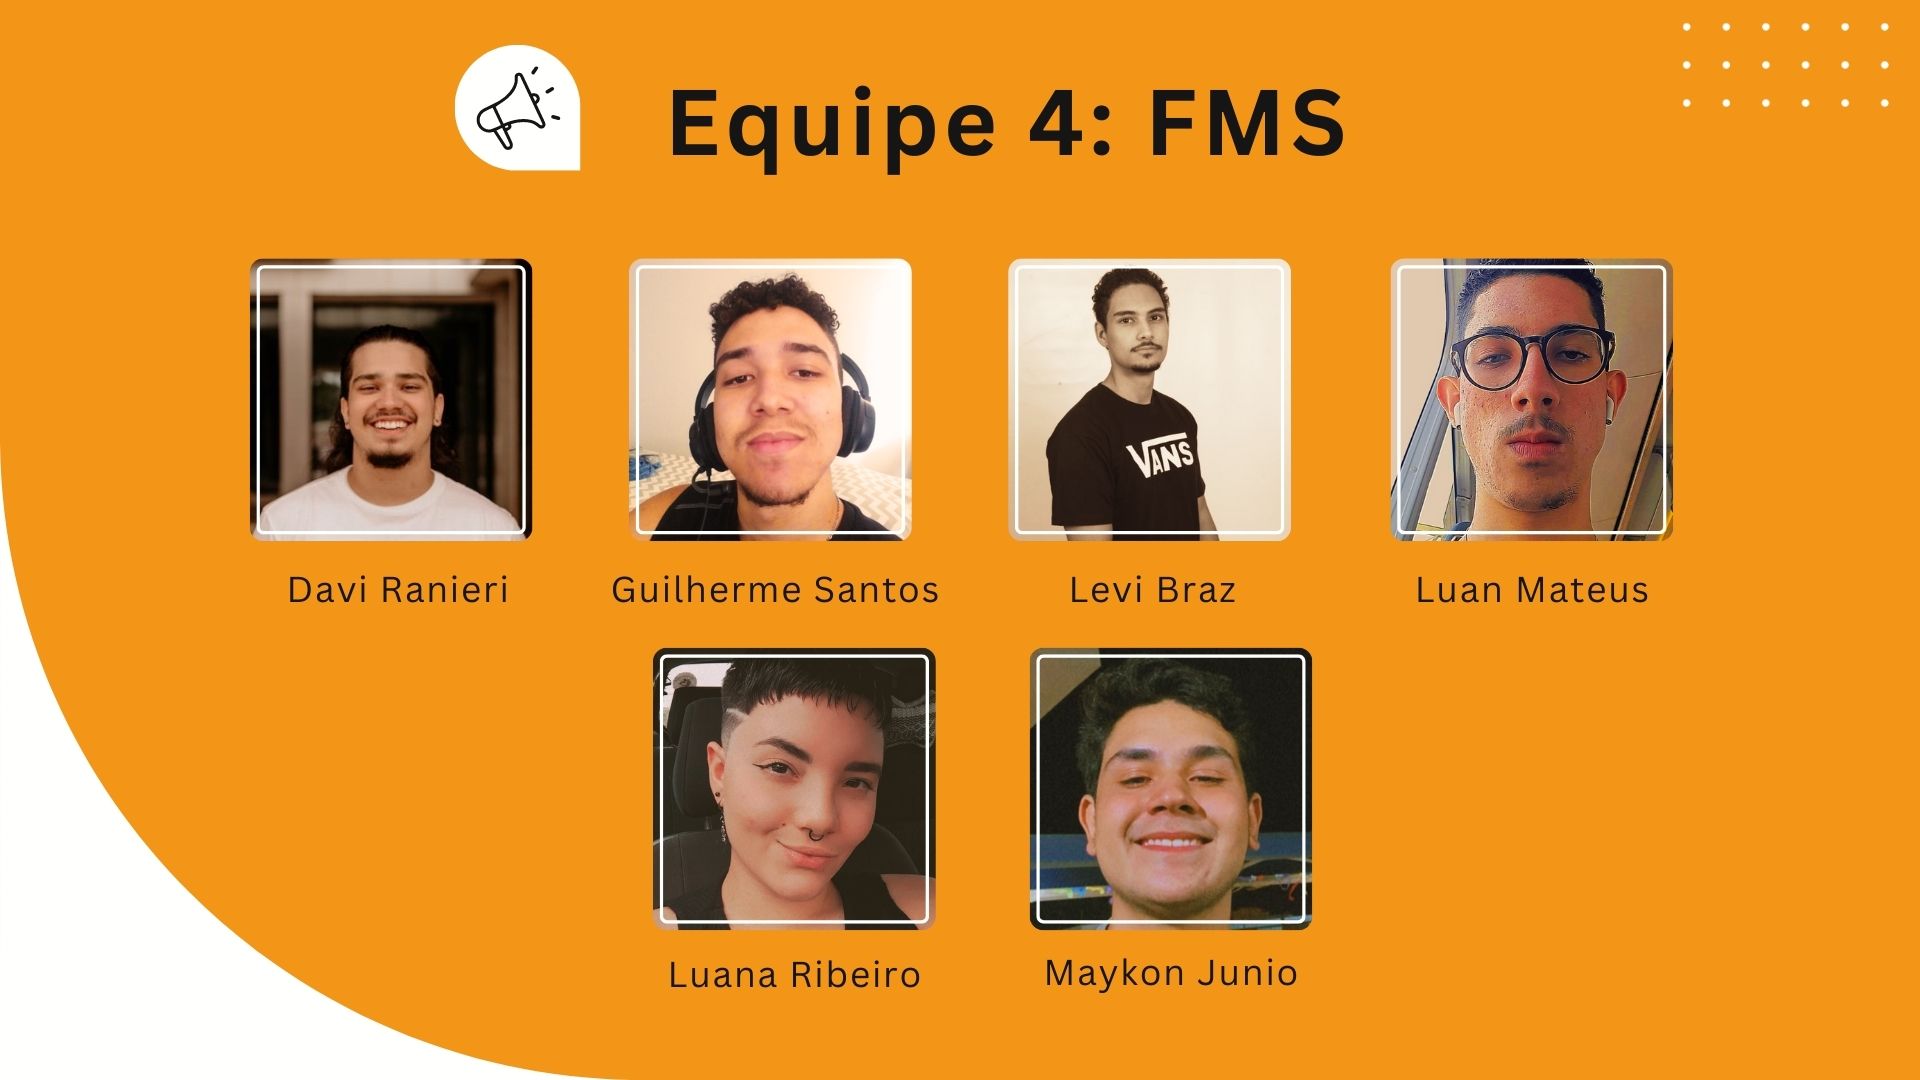 Equipe 4: FMS
VANS
Davi Ranieri
Guilherme Santos
Levi Braz
Luan Mateus
Luana Ribeiro
Maykon Junio